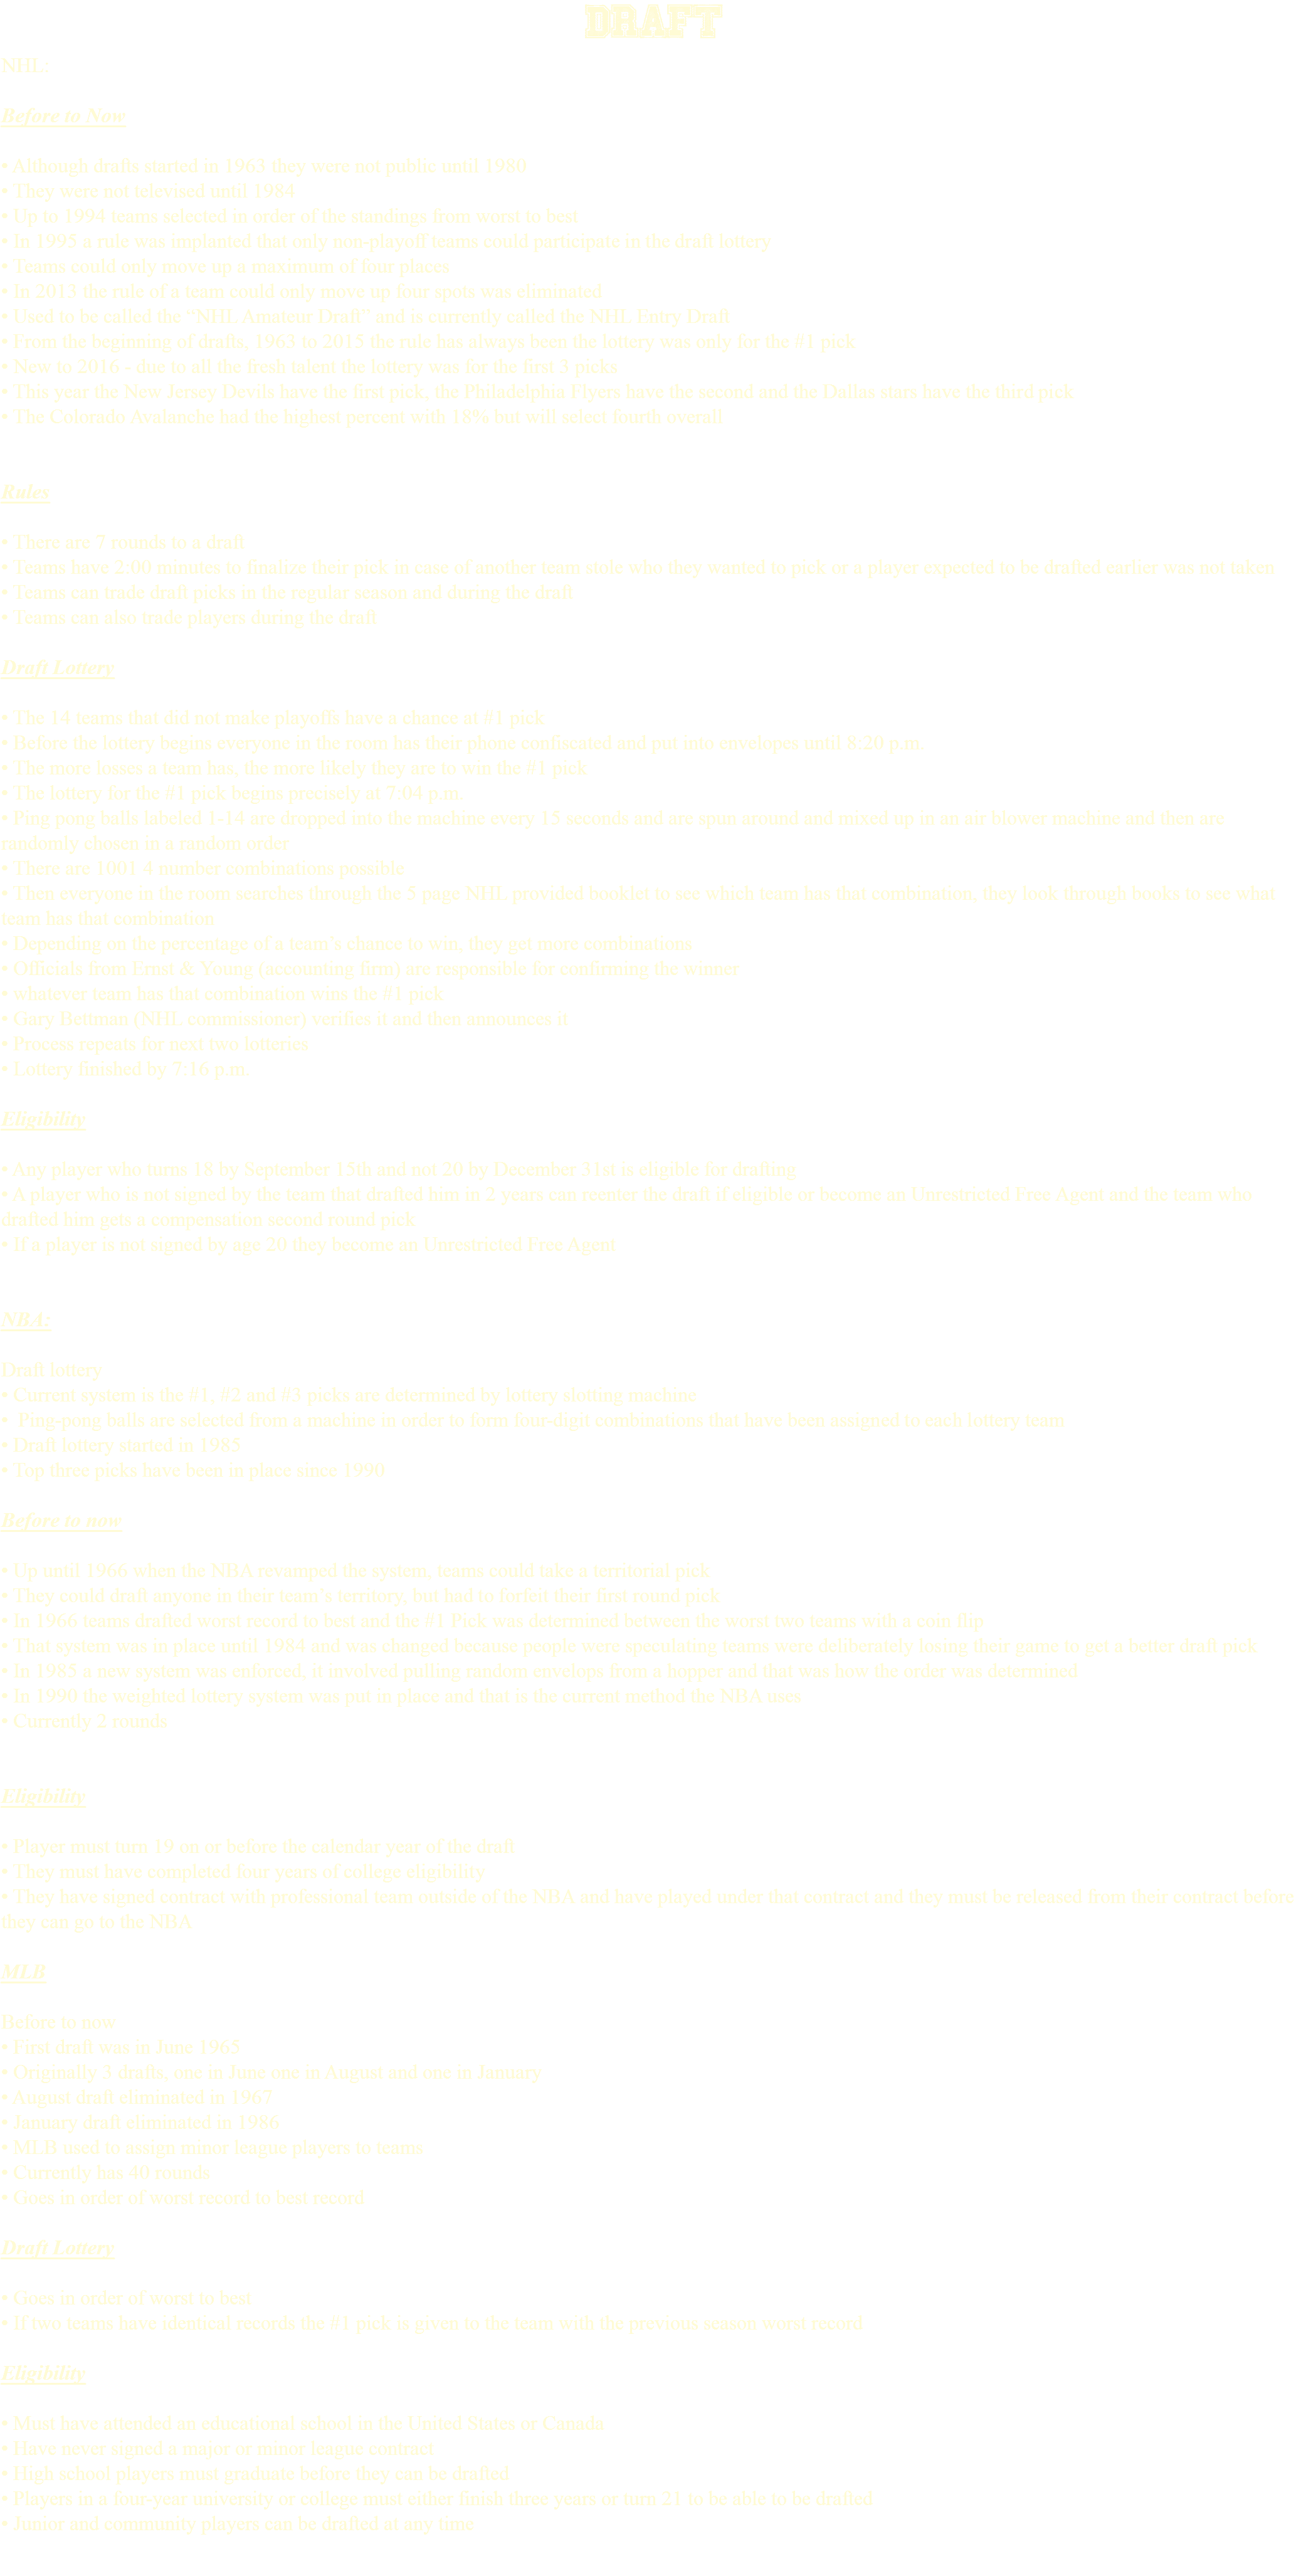 DRAFT
NHL:
Before to Now
• Although drafts started in 1963 they were not public until 1980
• They were not televised until 1984
• Up to 1994 teams selected in order of the standings from worst to best
• In 1995 a rule was implanted that only non-playoff teams could participate in the draft lottery
• Teams could only move up a maximum of four places
• In 2013 the rule of a team could only move up four spots was eliminated
• Used to be called the “NHL Amateur Draft” and is currently called the NHL Entry Draft
• From the beginning of drafts, 1963 to 2015 the rule has always been the lottery was only for the #1 pick
• New to 2016 - due to all the fresh talent the lottery was for the first 3 picks
• This year the New Jersey Devils have the first pick, the Philadelphia Flyers have the second and the Dallas stars have the third pick
• The Colorado Avalanche had the highest percent with 18% but will select fourth overall
Rules
• There are 7 rounds to a draft
• Teams have 2:00 minutes to finalize their pick in case of another team stole who they wanted to pick or a player expected to be drafted earlier was not taken
• Teams can trade draft picks in the regular season and during the draft
• Teams can also trade players during the draft
Draft Lottery
• The 14 teams that did not make playoffs have a chance at #1 pick
• Before the lottery begins everyone in the room has their phone confiscated and put into envelopes until 8:20 p.m.
• The more losses a team has, the more likely they are to win the #1 pick
• The lottery for the #1 pick begins precisely at 7:04 p.m.
• Ping pong balls labeled 1-14 are dropped into the machine every 15 seconds and are spun around and mixed up in an air blower machine and then are
randomly chosen in a random order
• There are 1001 4 number combinations possible
• Then everyone in the room searches through the 5 page NHL provided booklet to see which team has that combination, they look through books to see what
team has that combination
• Depending on the percentage of a team’s chance to win, they get more combinations
• Officials from Ernst & Young (accounting firm) are responsible for confirming the winner
• whatever team has that combination wins the #1 pick
• Gary Bettman (NHL commissioner) verifies it and then announces it
• Process repeats for next two lotteries
• Lottery finished by 7:16 p.m.
Eligibility
• Any player who turns 18 by September 15th and not 20 by December 31st is eligible for drafting
• A player who is not signed by the team that drafted him in 2 years can reenter the draft if eligible or become an Unrestricted Free Agent and the team who
drafted him gets a compensation second round pick
• If a player is not signed by age 20 they become an Unrestricted Free Agent
NBA:
Draft lottery
• Current system is the #1, #2 and #3 picks are determined by lottery slotting machine
• Ping-pong balls are selected from a machine in order to form four-digit combinations that have been assigned to each lottery team
• Draft lottery started in 1985
• Top three picks have been in place since 1990
Before to now
• Up until 1966 when the NBA revamped the system, teams could take a territorial pick
• They could draft anyone in their team’s territory, but had to forfeit their first round pick
• In 1966 teams drafted worst record to best and the #1 Pick was determined between the worst two teams with a coin flip
• That system was in place until 1984 and was changed because people were speculating teams were deliberately losing their game to get a better draft pick
• In 1985 a new system was enforced, it involved pulling random envelops from a hopper and that was how the order was determined
• In 1990 the weighted lottery system was put in place and that is the current method the NBA uses
• Currently 2 rounds
Eligibility
• Player must turn 19 on or before the calendar year of the draft
• They must have completed four years of college eligibility
• They have signed contract with professional team outside of the NBA and have played under that contract and they must be released from their contract before
they can go to the NBA
MLB
Before to now
• First draft was in June 1965
• Originally 3 drafts, one in June one in August and one in January
• August draft eliminated in 1967
• January draft eliminated in 1986
• MLB used to assign minor league players to teams
• Currently has 40 rounds
• Goes in order of worst record to best record
Draft Lottery
• Goes in order of worst to best
• If two teams have identical records the #1 pick is given to the team with the previous season worst record
Eligibility
• Must have attended an educational school in the United States or Canada
• Have never signed a major or minor league contract
• High school players must graduate before they can be drafted
• Players in a four-year university or college must either finish three years or turn 21 to be able to be drafted
• Junior and community players can be drafted at any time